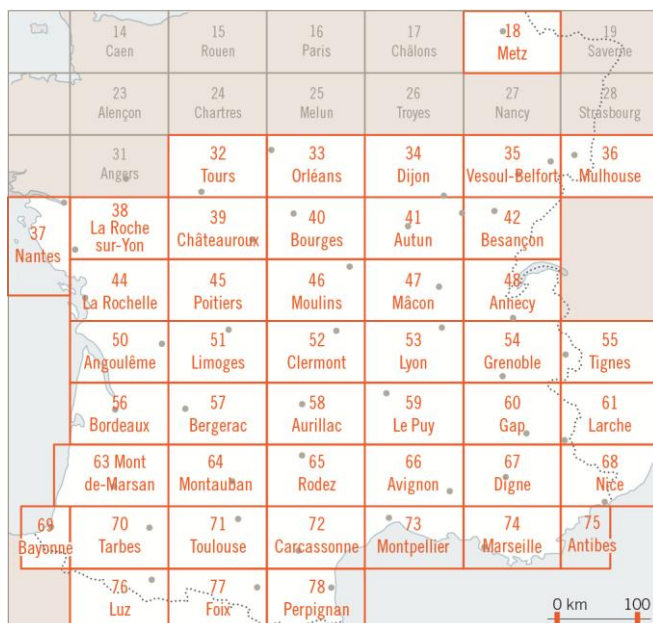 14
Caen
15
Rouen
16
Paris
17
Châlons
18
Metz
19
Saverne
23
Alençon
24
Chartres
25
Melun
26
Troyes
27
Nancy
28
Strasbourg
31
Angers
32
Tours
33
Orléans
34
Dijon
35
Vesoul-Belfort
36
Mulhouse
37
Nantes
38
La Roche
sur-Yon
39
Châteauroux
40
Bourges
41
Autun
42
Besançon
44
La Rochelle
45
Poitiers
46
Moulins
47
Mâcon
48
Annecy
50
Angoulême
51
Limoges
52
Clermont
53
Lyon
54
Grenoble
55
Tignes
56
Bordeaux
57
Bergerac
58
Aurillac
59
Le Puy
60
Gap
61
Larche
63 Mont
de-Marsan
64
Montauban
65
Rodez
66
Avignon
67
Digne
68
Nice
69
Bayonne
70
Tarbes
71
Toulouse
72
Carcassonne
73
Montpellier
74
Marseille
75
Antibes
76
Luz
77
Foix
78
Perpignan
0 km 100